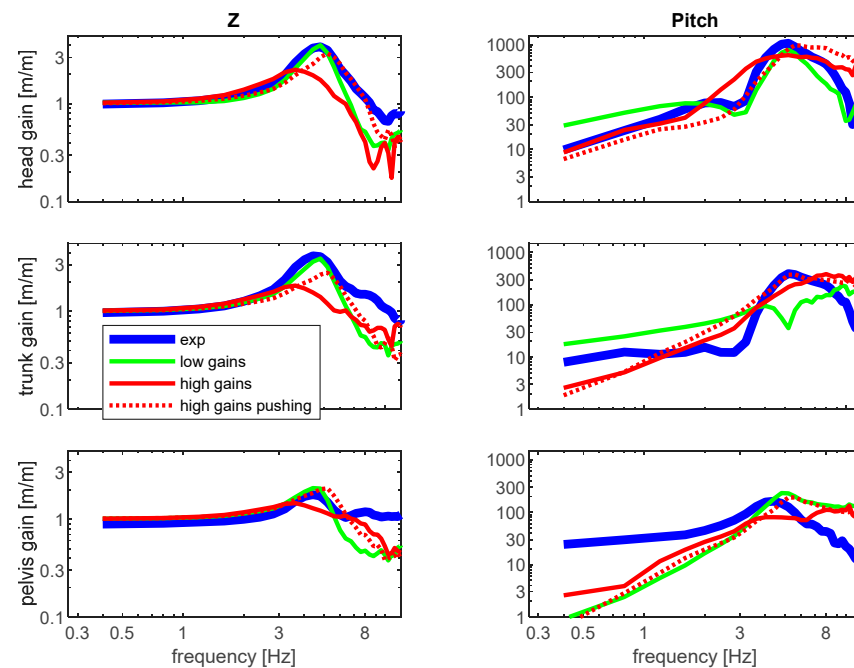 Z
Pitch
head gain [m/m]
3
1
0.3
0.1
1000
300
100
30
10
3
1
trunk gain [m/m]
3
1
0.3
0.1
exp
low gains
high gains
high gains pushing
1000
300
100
30
10
3
1
pelvis gain [m/m]
3
1
0.3
0.1
0.3 0.5 1 3 8
frequency [Hz]
1000
300
100
30
10
3
1
0.3 0.5 1 3 8
frequency [Hz]